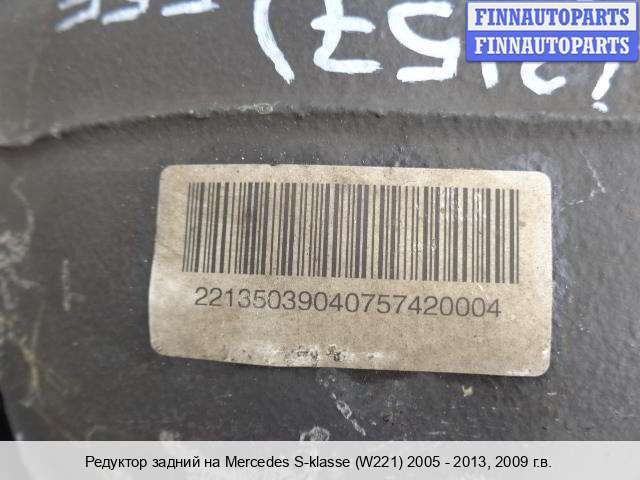 FINNAUTOPARTS
FINNAUTOPARTS
2213503904075742 0004
Редуктор задний на Mercedes S-klasse (W221) 2005 - 2013, 2009 г.в.